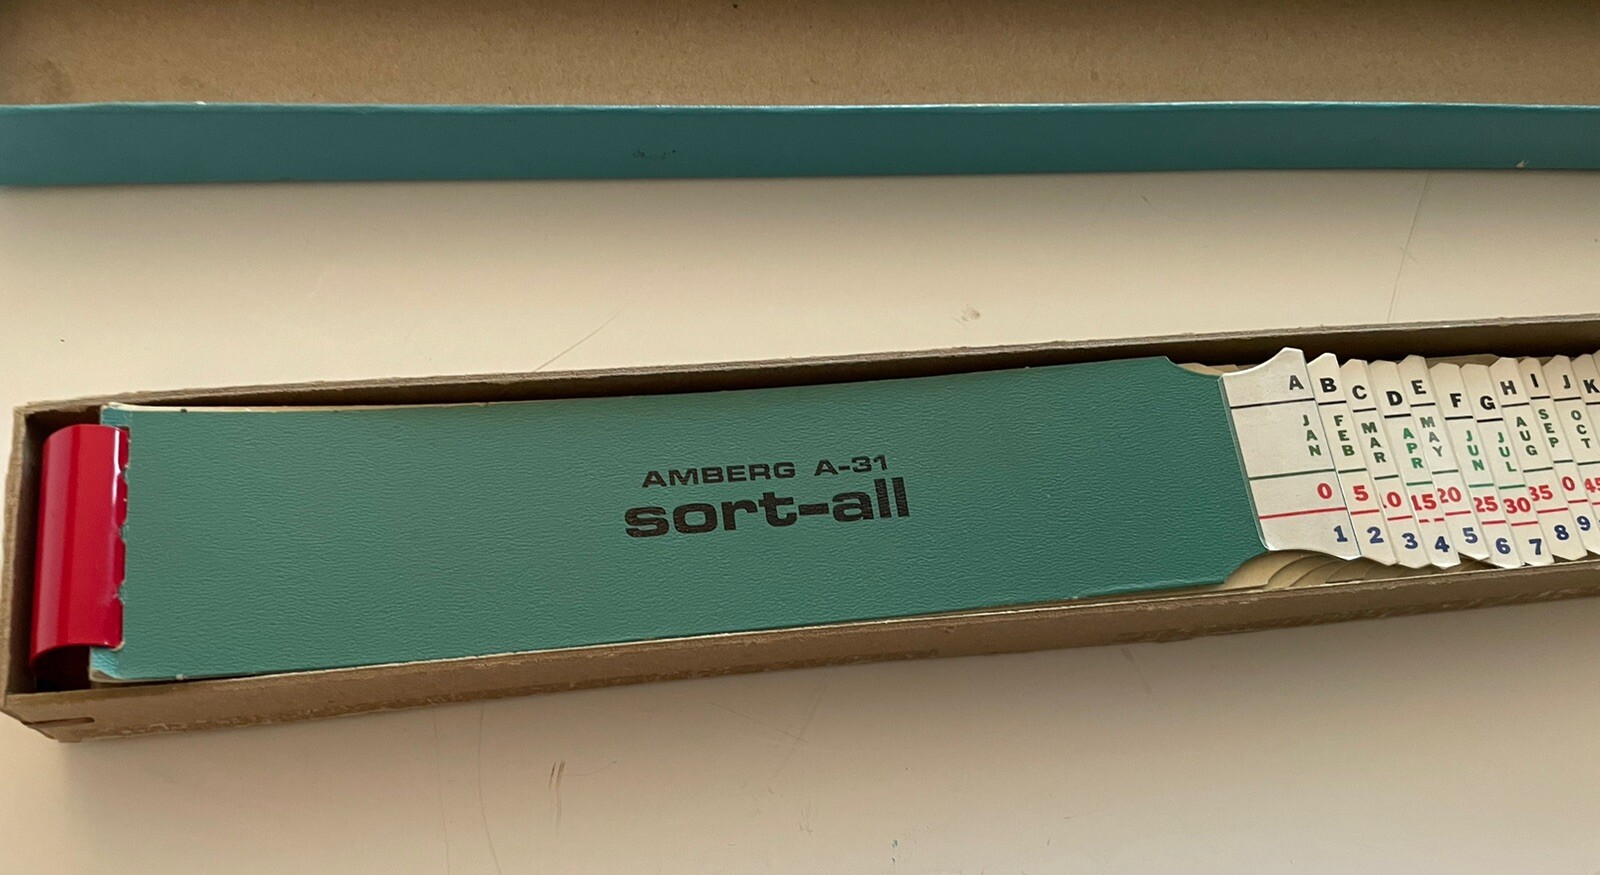 AMBERG A-31
sort-all
A B C D E F G H I J K
JAN FEB MAR APR MAY JUN JUL AUG SEP OCT
0 5 15 20 25 30 35 45
1 2 3 4 5 6 7 8 9